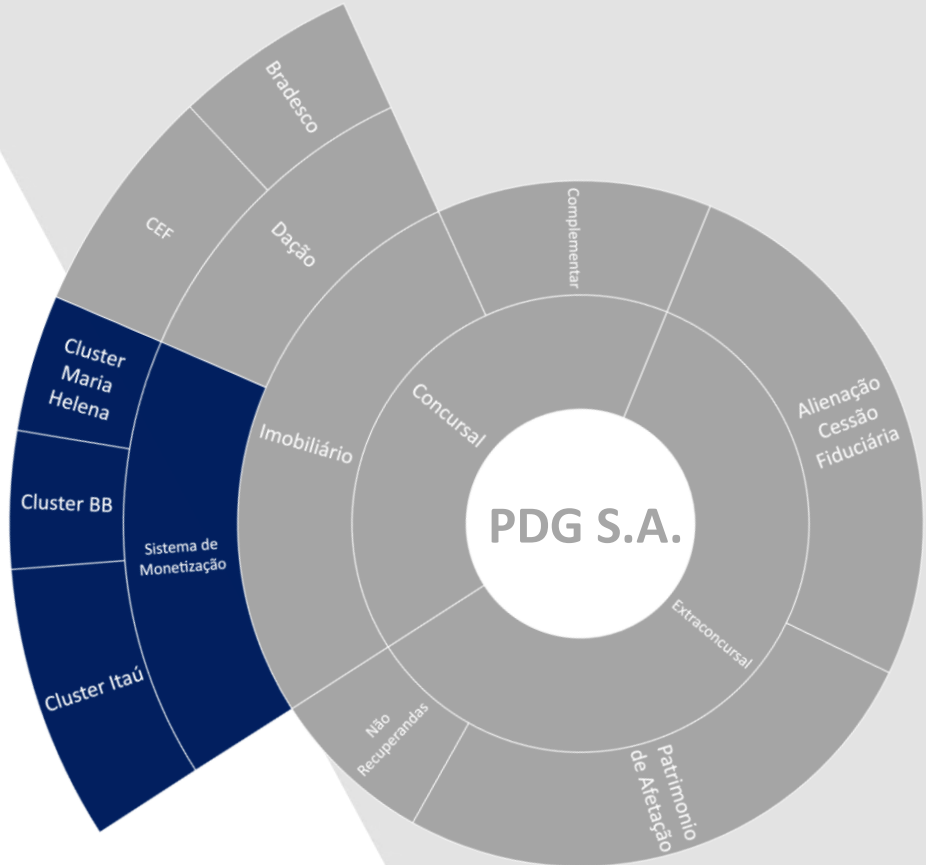 Bradesco
CEF
Dação
Complementar
Cluster
Maria
Helena
Alienação
Cessão
Fiduciária
Concursal
Imobiliário
Cluster BB
PDG S.A.
Sistema de
Monetização
Extraconcursal
Cluster Itaú
Não
Recuperandas
Patrimonio
de Afetação